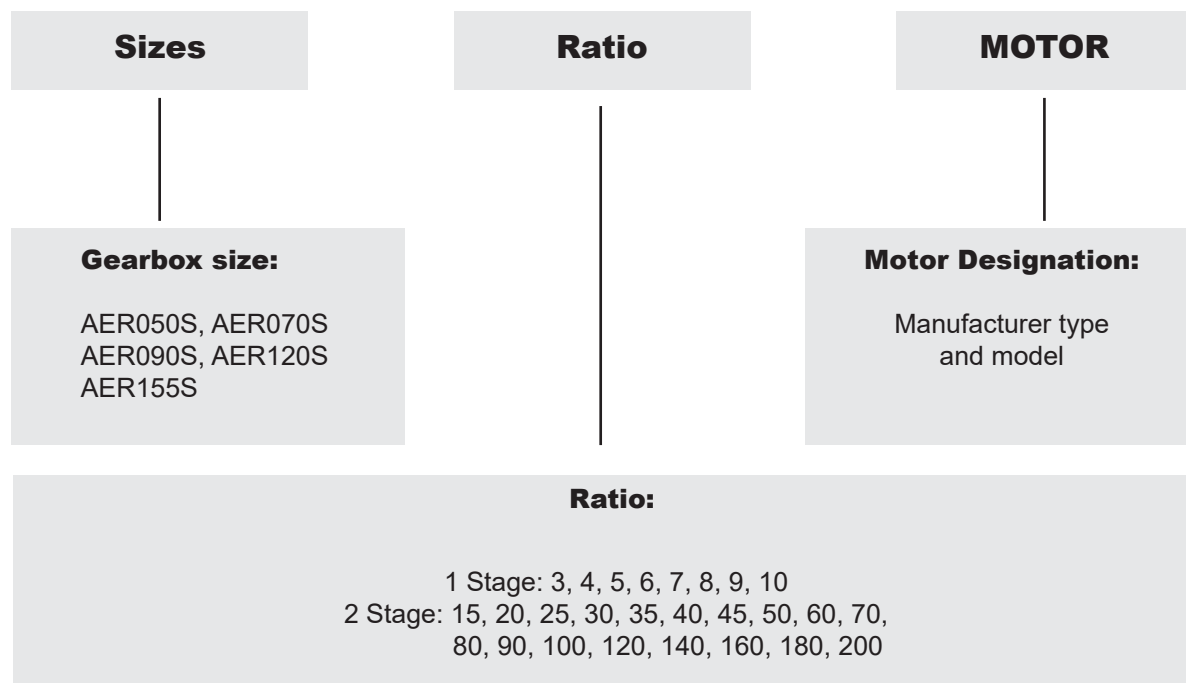 Sizes
Ratio
MOTOR
Gearbox size:
AER050S, AER070S
AER090S, AER120S
AER155S
Motor Designation:
Manufacturer type
and model
Ratio:
1 Stage: 3, 4, 5, 6, 7, 8, 9, 10
2 Stage: 15, 20, 25, 30, 35, 40, 45, 50, 60, 70,
80, 90, 100, 120, 140, 160, 180, 200